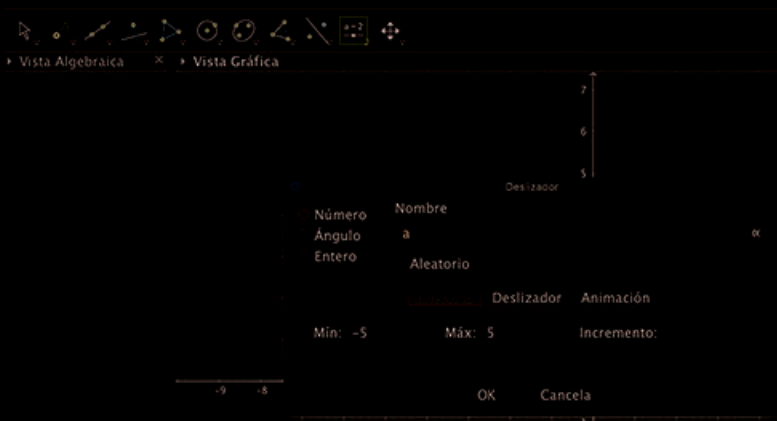 a=2
Vista Algebraica × Vista Gráfica
7
6
5
Deslizador
Nombre
Número
Ángulo a α
Entero
Aleatorio
Deslizador Animación
Mín: -5 Máx: 5 Incremento:
-9 -8
OK Cancela